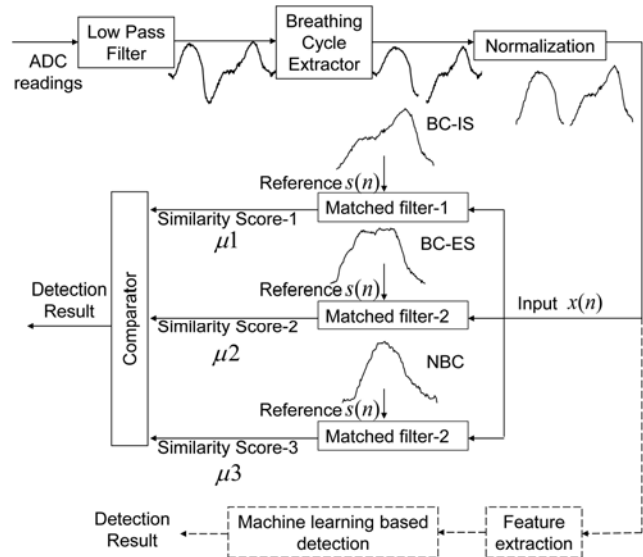 Low Pass
Filter
Breathing
Cycle
Extractor
Normalization
ADC
readings
BC-IS
Reference s(n)
Matched filter-1
Similarity Score-1
μ1
BC-ES
Reference s(n)
Matched filter-2
Similarity Score-2
μ2
Input x(n)
Detection
Result
Comparator
NBC
Reference s(n)
Matched filter-2
Similarity Score-3
μ3
Detection
Result
Machine learning based
detection
Feature
extraction